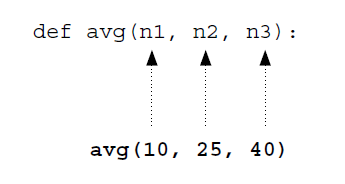 def avg(n1, n2, n3):
avg(10, 25, 40)